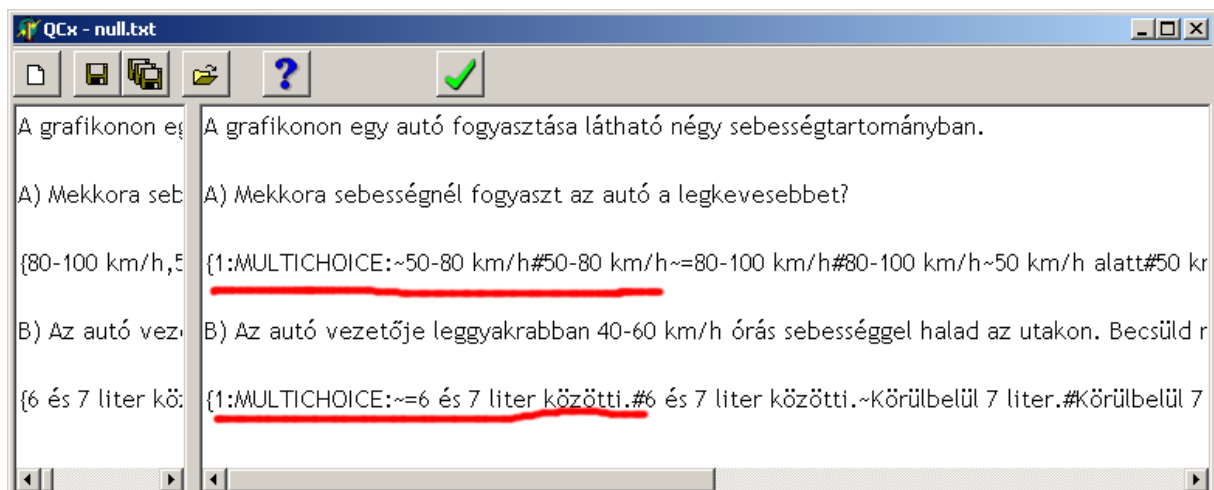 QCx - null.txt
A grafikonon eg
A) Mekkora seb
{80-100 km/h,5
B) Az autó veze
{6 és 7 liter köz
A grafikonon egy autó fogyasztása látható négy sebességtartományban.
A) Mekkora sebességnél fogyaszt az autó a legkevesebbet?
{1:MULTICHOICE:~50-80 km/h#50-80 km/h~=80-100 km/h#80-100 km/h~50 km/h alatt#50 km
B) Az autó vezetője leggyakrabban 40-60 km/h órás sebességgel halad az utakon. Becsüld
{1:MULTICHOICE:~=6 és 7 liter közötti.#6 és 7 liter közötti.~Körülbelül 7 liter.#Körülbelül 7